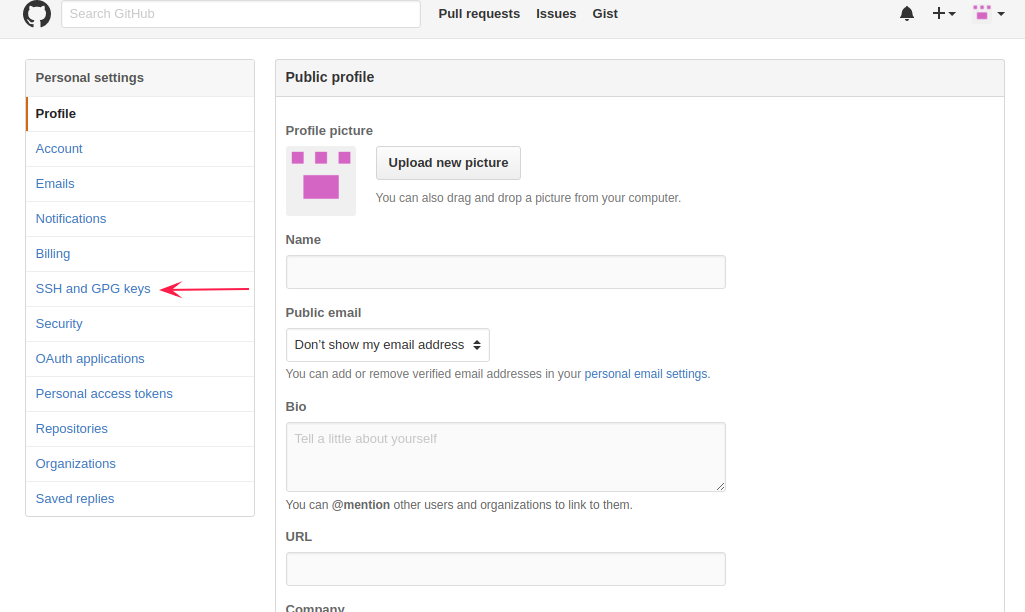 Search GitHub
Pull requests Issues Gist
Personal settings
Profile
Account
Emails
Notifications
Billing
SSH and GPG keys
Security
OAuth applications
Personal access tokens
Repositories
Organizations
Saved replies
Public profile
Profile picture
Upload new picture
You can also drag and drop a picture from your computer.
Name
Public email
Don’t show my email address
You can add or remove verified email addresses in your personal email settings.
Bio
Tell a little about yourself
You can @mention other users and organizations to link to them.
URL
Company